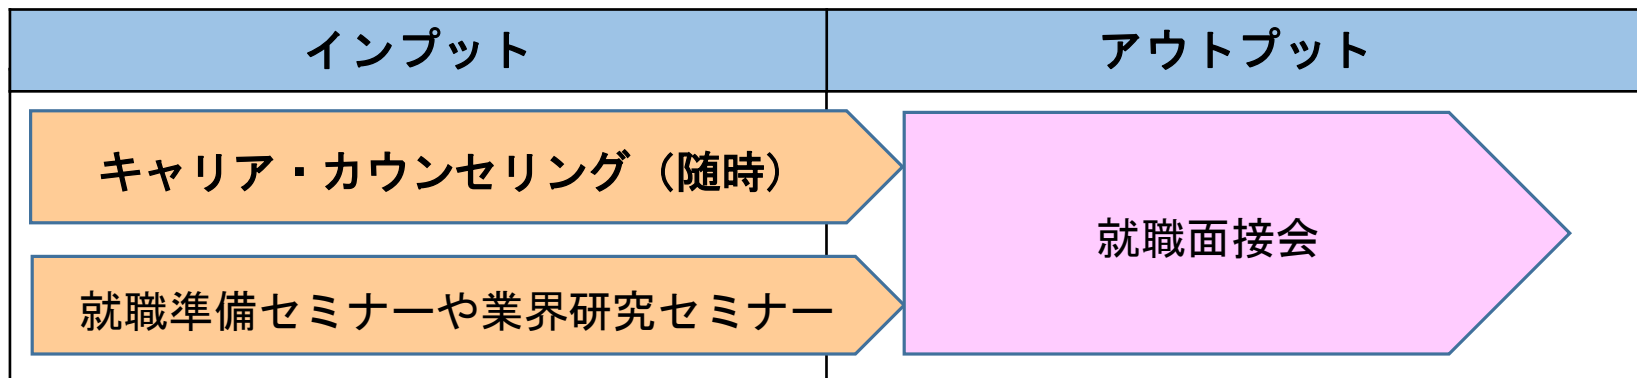 インプット
アウトプット
キャリア・カウンセリング（随時）
就職面接会
就職準備セミナーや業界研究セミナー